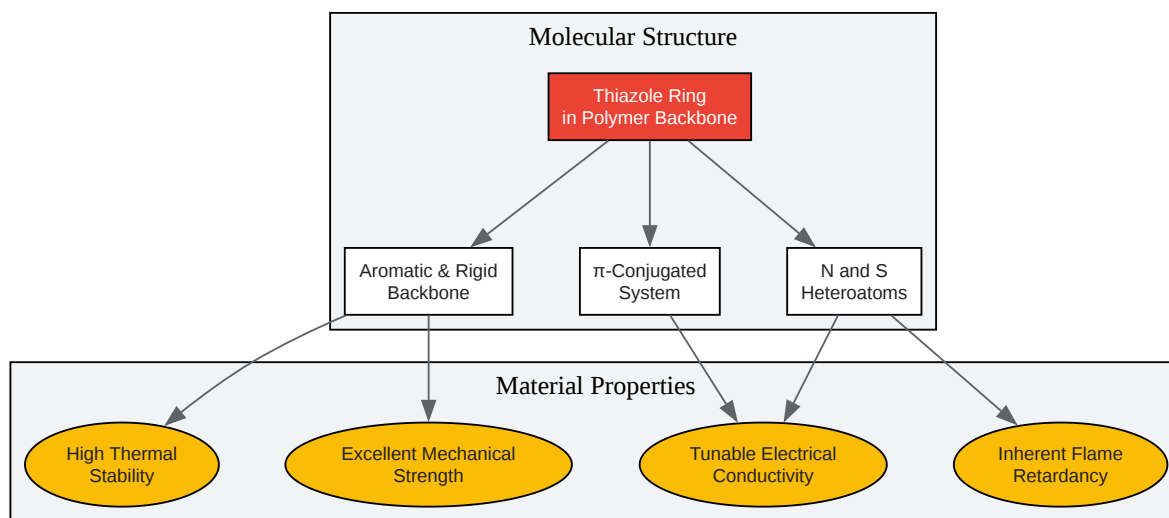 Molecular Structure
Thiazole Ring
in Polymer Backbone
Aromatic & Rigid
Backbone
π-Conjugated
System
N and S
Heteroatoms
Material Properties
High Thermal
Stability
Excellent Mechanical
Strength
Tunable Electrical
Conductivity
Inherent Flame
Retardancy